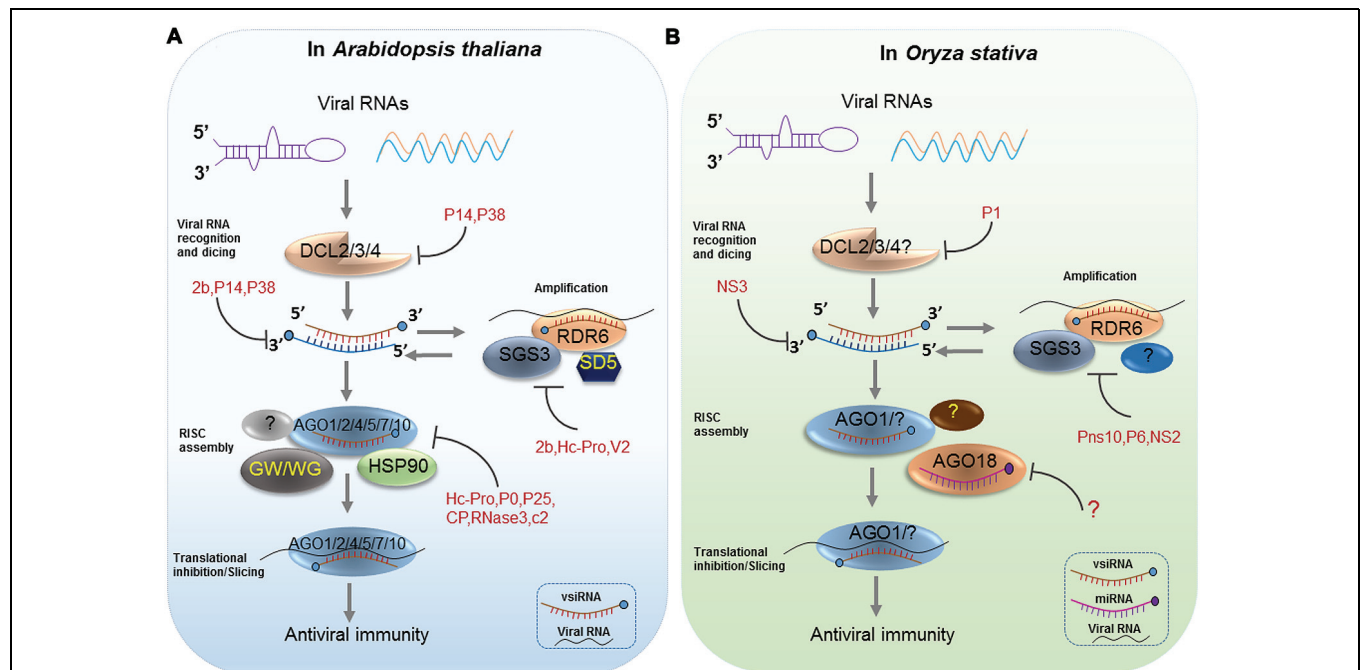 A
In Arabidopsis thaliana
Viral RNAs
5’
3’
Viral RNA
recognition
and dicing
DCL2/3/4
P14,P38
2b,P14,P38
5’
3’
3’
5’
Amplification
RDR6
SGS3
SD5
2b,Hc-Pro,V2
RISC
assembly
?
AGO1/2/4/5/7/10
GW/WG
HSP90
Hc-Pro,P0,P25,
CP,RNase3,c2
Translational
inhibition/Slicing
AGO1/2/4/5/7/10
Antiviral immunity
vsiRNA
Viral RNA
B
In Oryza stativa
Viral RNAs
5’
3’
Viral RNA
recognition
and dicing
DCL2/3/4?
P1
NS3
5’
3’
3’
5’
Amplification
RDR6
SGS3
?
Pns10,P6,NS2
RISC
assembly
AGO1/?
?
AGO18
?
Translational
inhibition/Slicing
AGO1/?
Antiviral immunity
vsiRNA
miRNA
Viral RNA